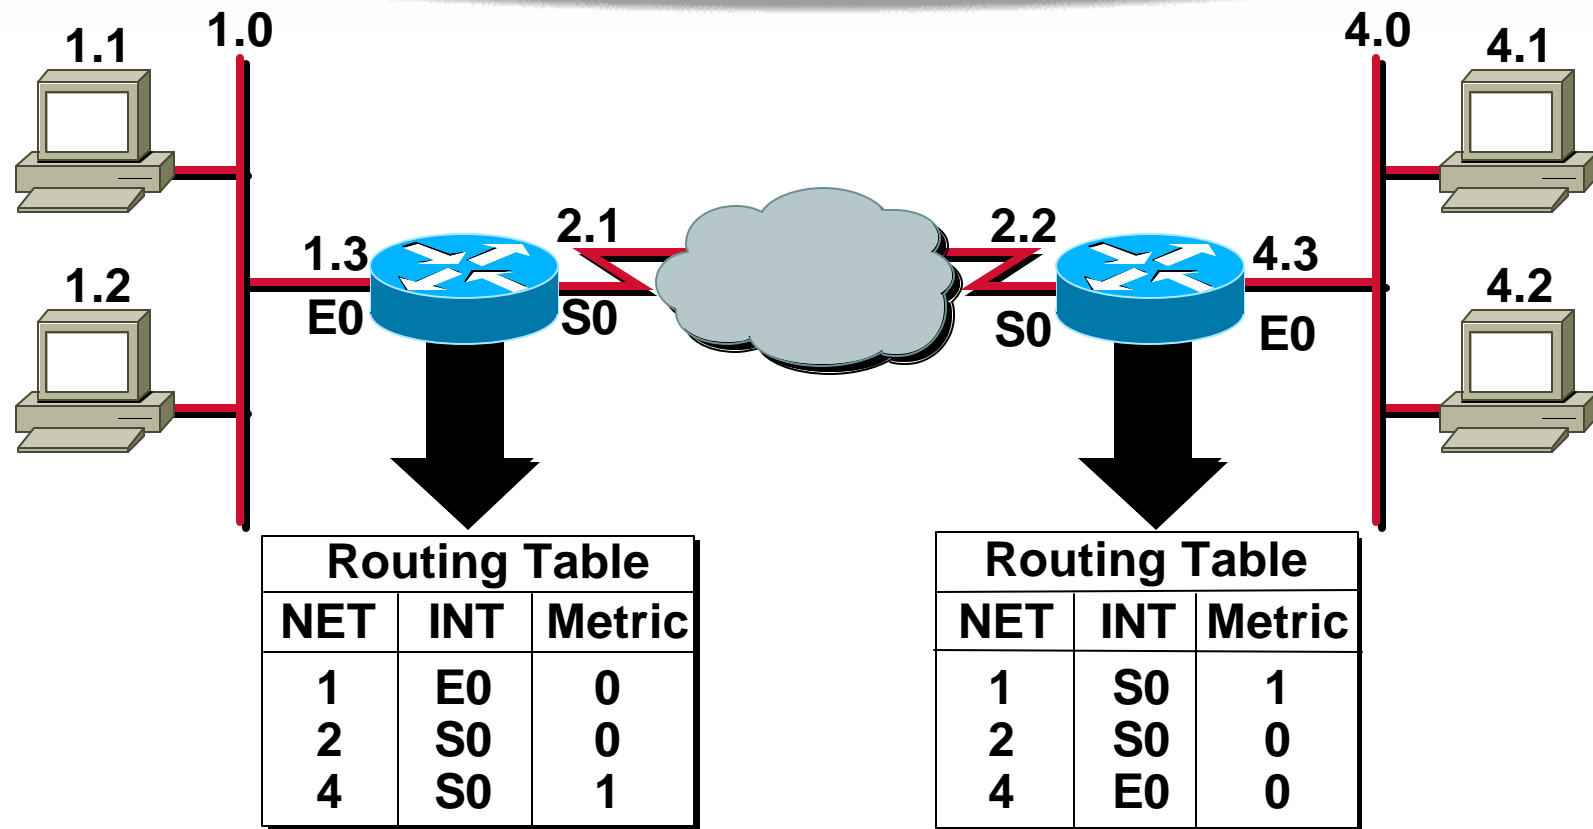 1.1
1.0
4.0
4.1
2.1
2.2
1.3
4.3
1.2
4.2
E0
S0
S0
E0
Routing Table
NET INT Metric
1 E0 0
2 S0 0
4 S0 1
Routing Table
NET INT Metric
1 S0 1
2 S0 0
4 E0 0